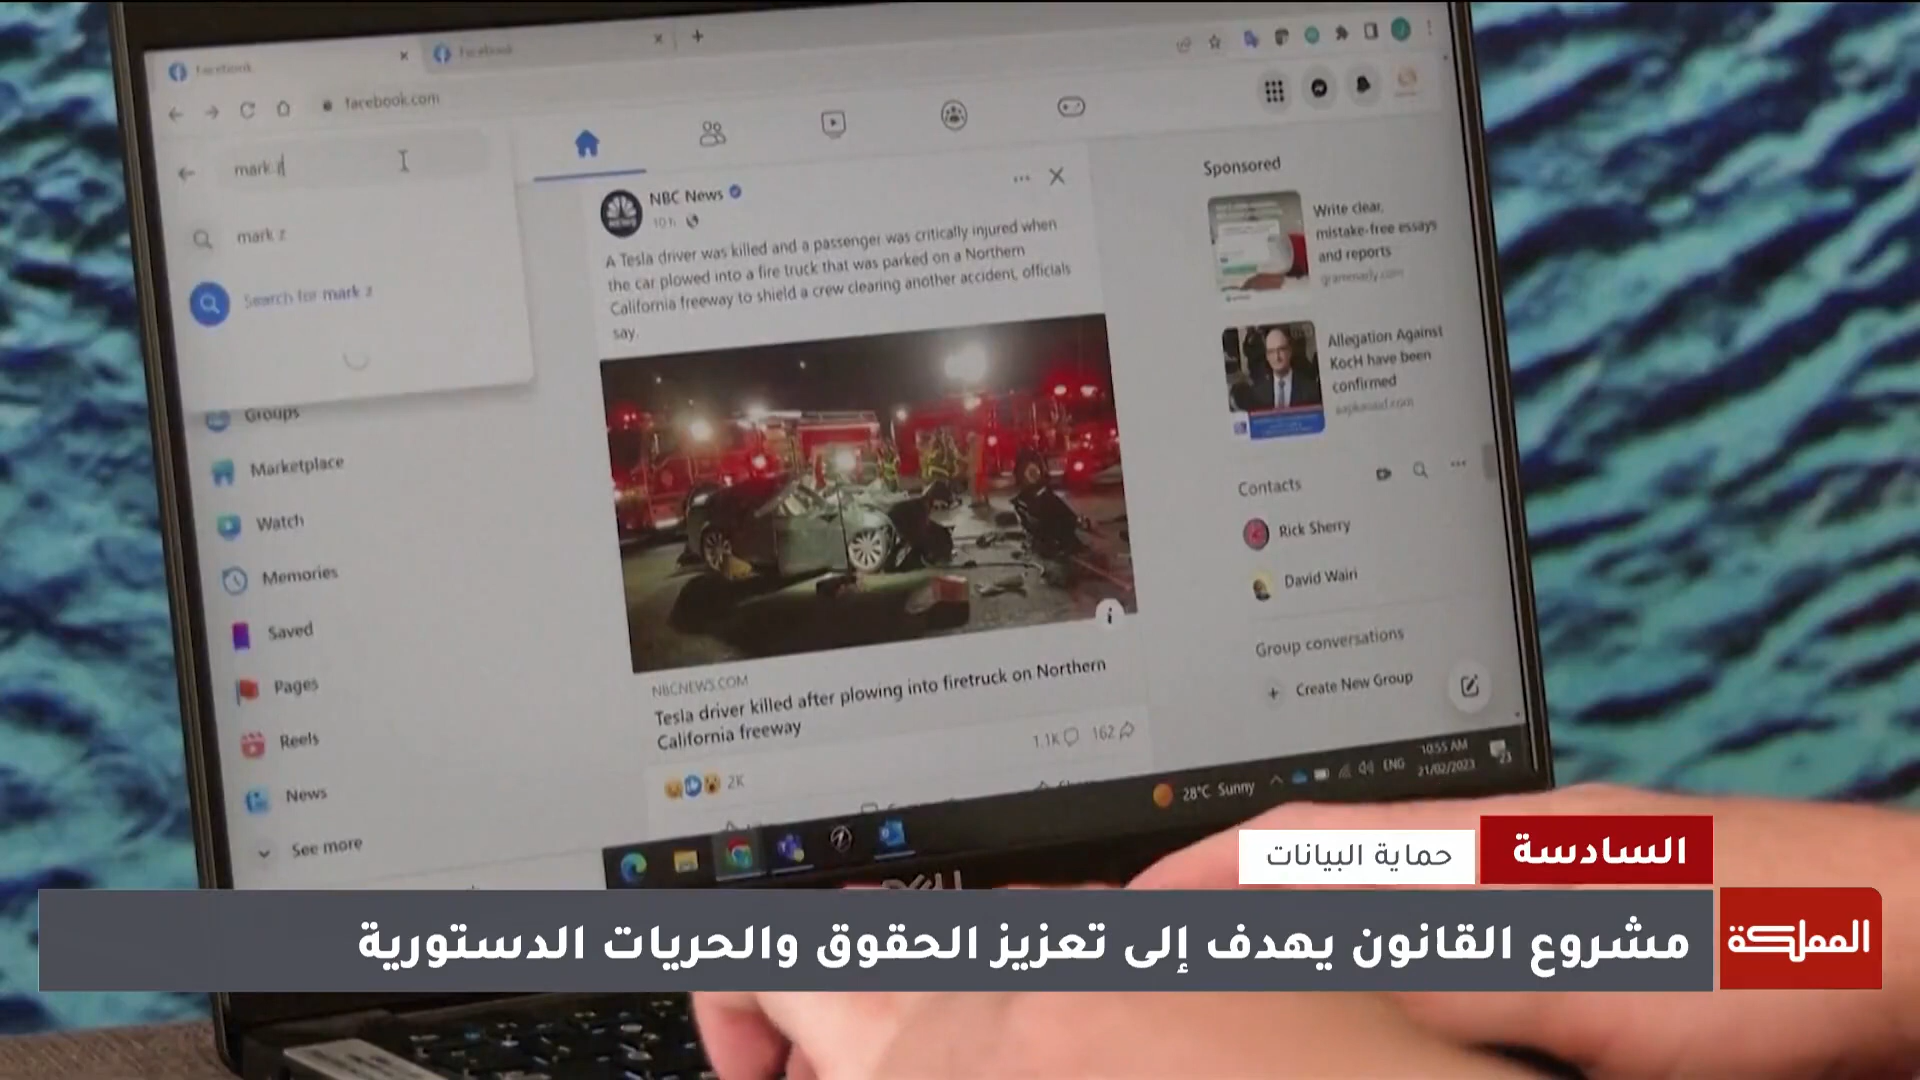 facebook
facebook
facebook.com
mark z
mark z
Search for mark z
Groups
Marketplace
Watch
Memories
Saved
Pages
Reels
News
See more
NBC News
10 h
A Tesla driver was killed and a passenger was critically injured when
the car plowed into a fire truck that was parked on a Northern
California freeway to shield a crew clearing another accident, officials
say.
NBCNEWS.COM
Tesla driver killed after plowing into firetruck on Northern
California freeway
2K
1.1K
162
Sponsored
Write clear,
mistake-free essays
and reports
grammarly.com
Allegation Against
KocH have been
confirmed
Contacts
Rick Sherry
David Wairi
Group conversations
Create New Group
28°C Sunny
ENG
10:55 AM
21/02/2023
23
السادسة
حماية البيانات
مشروع القانون يهدف إلى تعزيز الحقوق والحريات الدستورية
المملكة